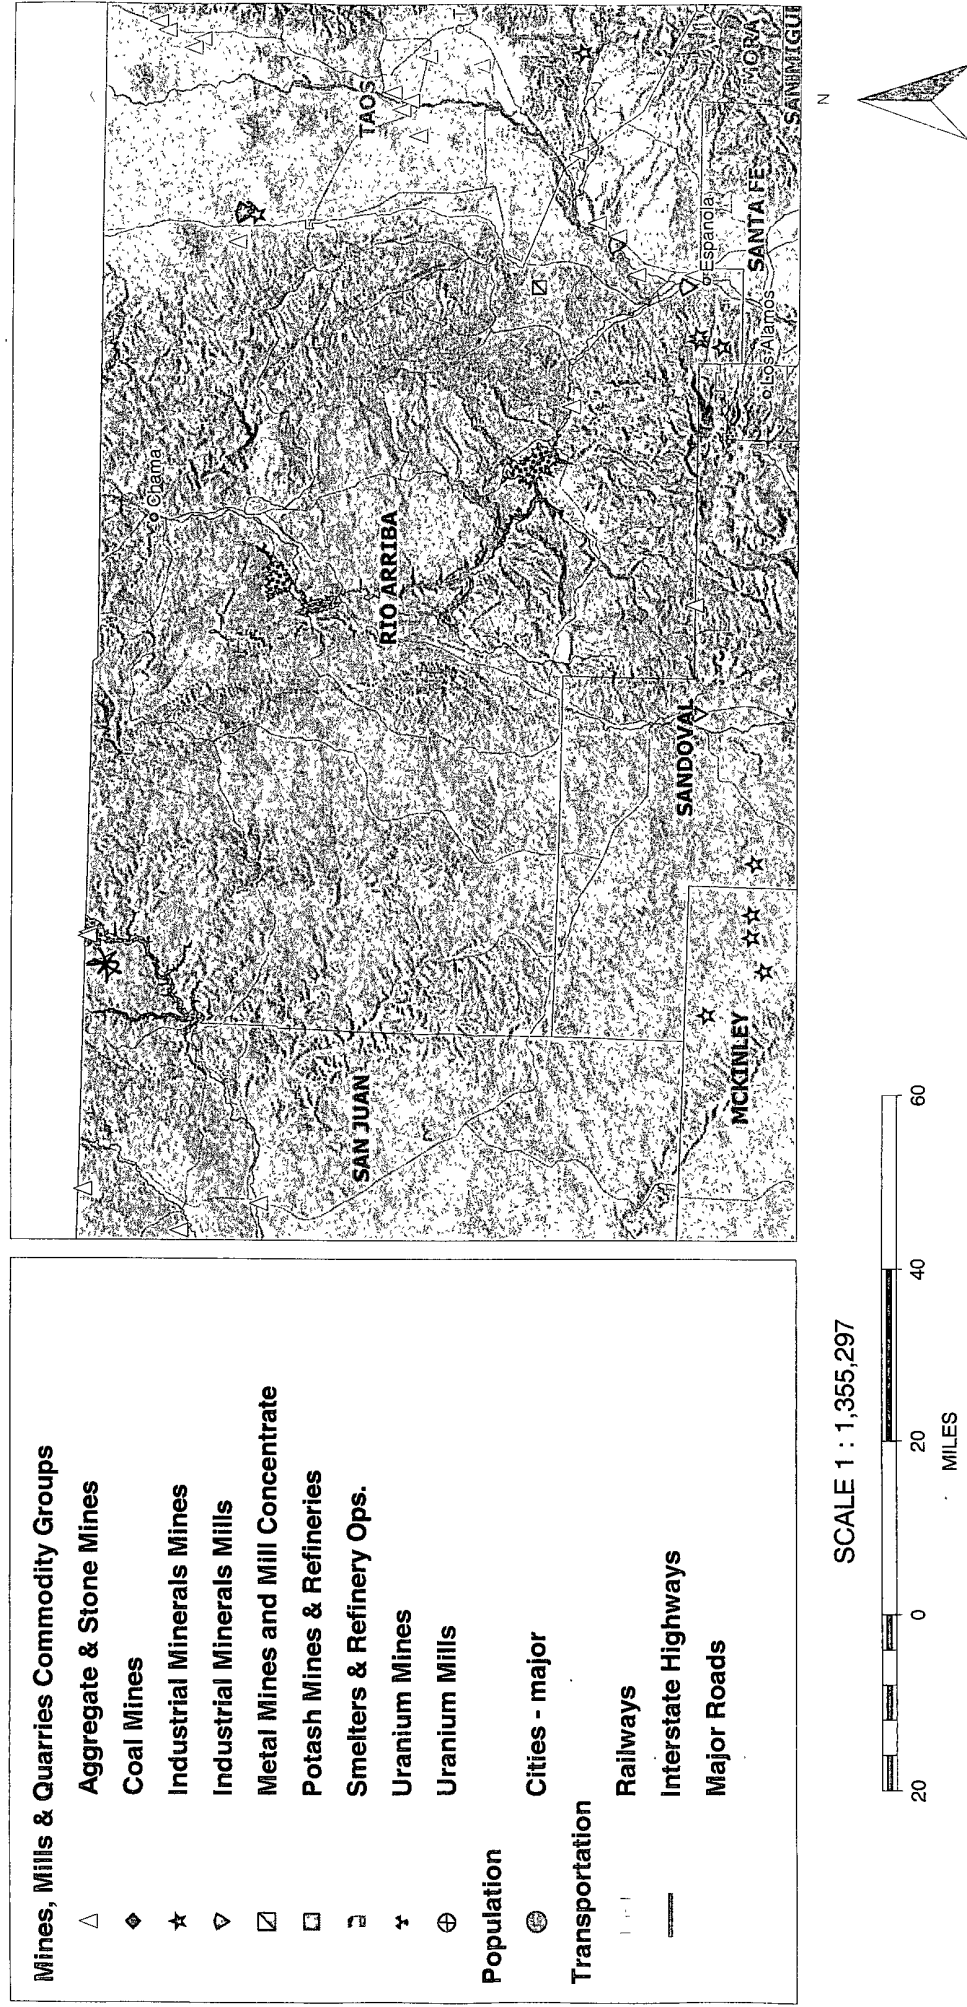 Mines, Mills & Quarries Commodity Groups
Aggregate & Stone Mines
Coal Mines
Industrial Minerals Mines
Industrial Minerals Mills
Metal Mines and Mill Concentrate
Potash Mines & Refineries
Smelters & Refinery Ops.
Uranium Mines
Uranium Mills
Population
Cities - major
Transportation
Railways
Interstate Highways
Major Roads
Chama
TAOS
T
RIO ARRIBA
SAN JUAN
SANDOVAL
MCKINLEY
Espanola
Los Alamos
SANTA FE
MORA
SAN MIGUE
N
SCALE 1 : 1,355,297
20 0 20 40 60
MILES